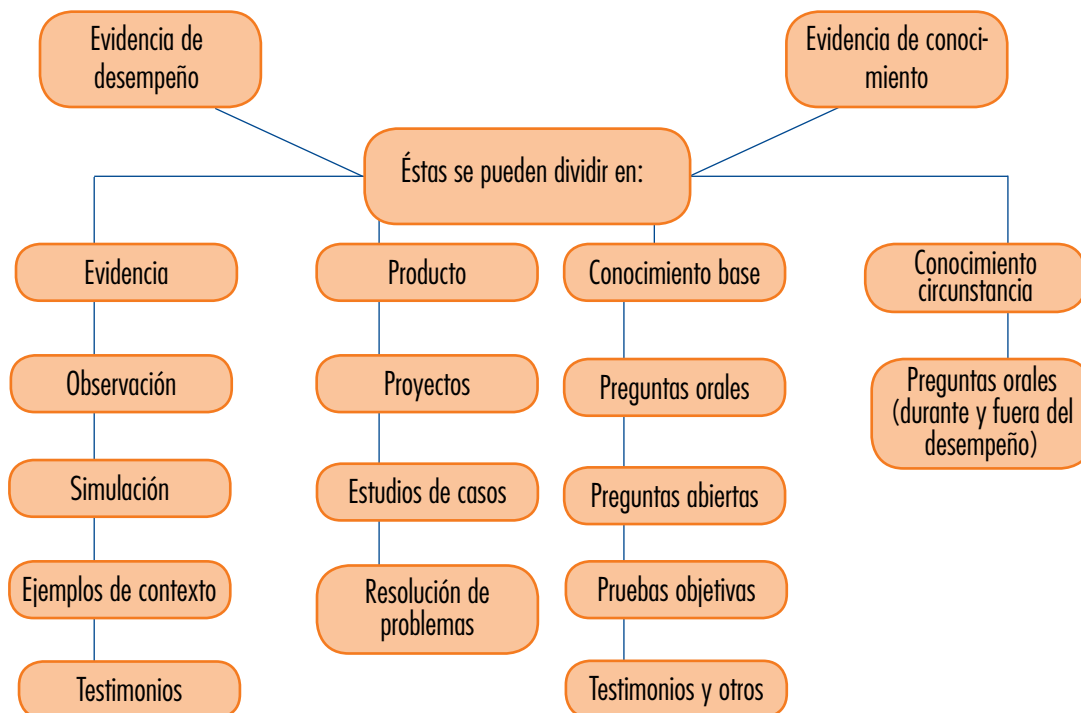 Evidencia de
desempeño
Evidencia de conoci-
miento
Éstas se pueden dividir en:
Evidencia
Observación
Simulación
Ejemplos de contexto
Testimonios
Producto
Proyectos
Estudios de casos
Resolución de
problemas
Conocimiento base
Preguntas orales
Preguntas abiertas
Pruebas objetivas
Testimonios y otros
Conocimiento
circunstancia
Preguntas orales
(durante y fuera del
desempeño)